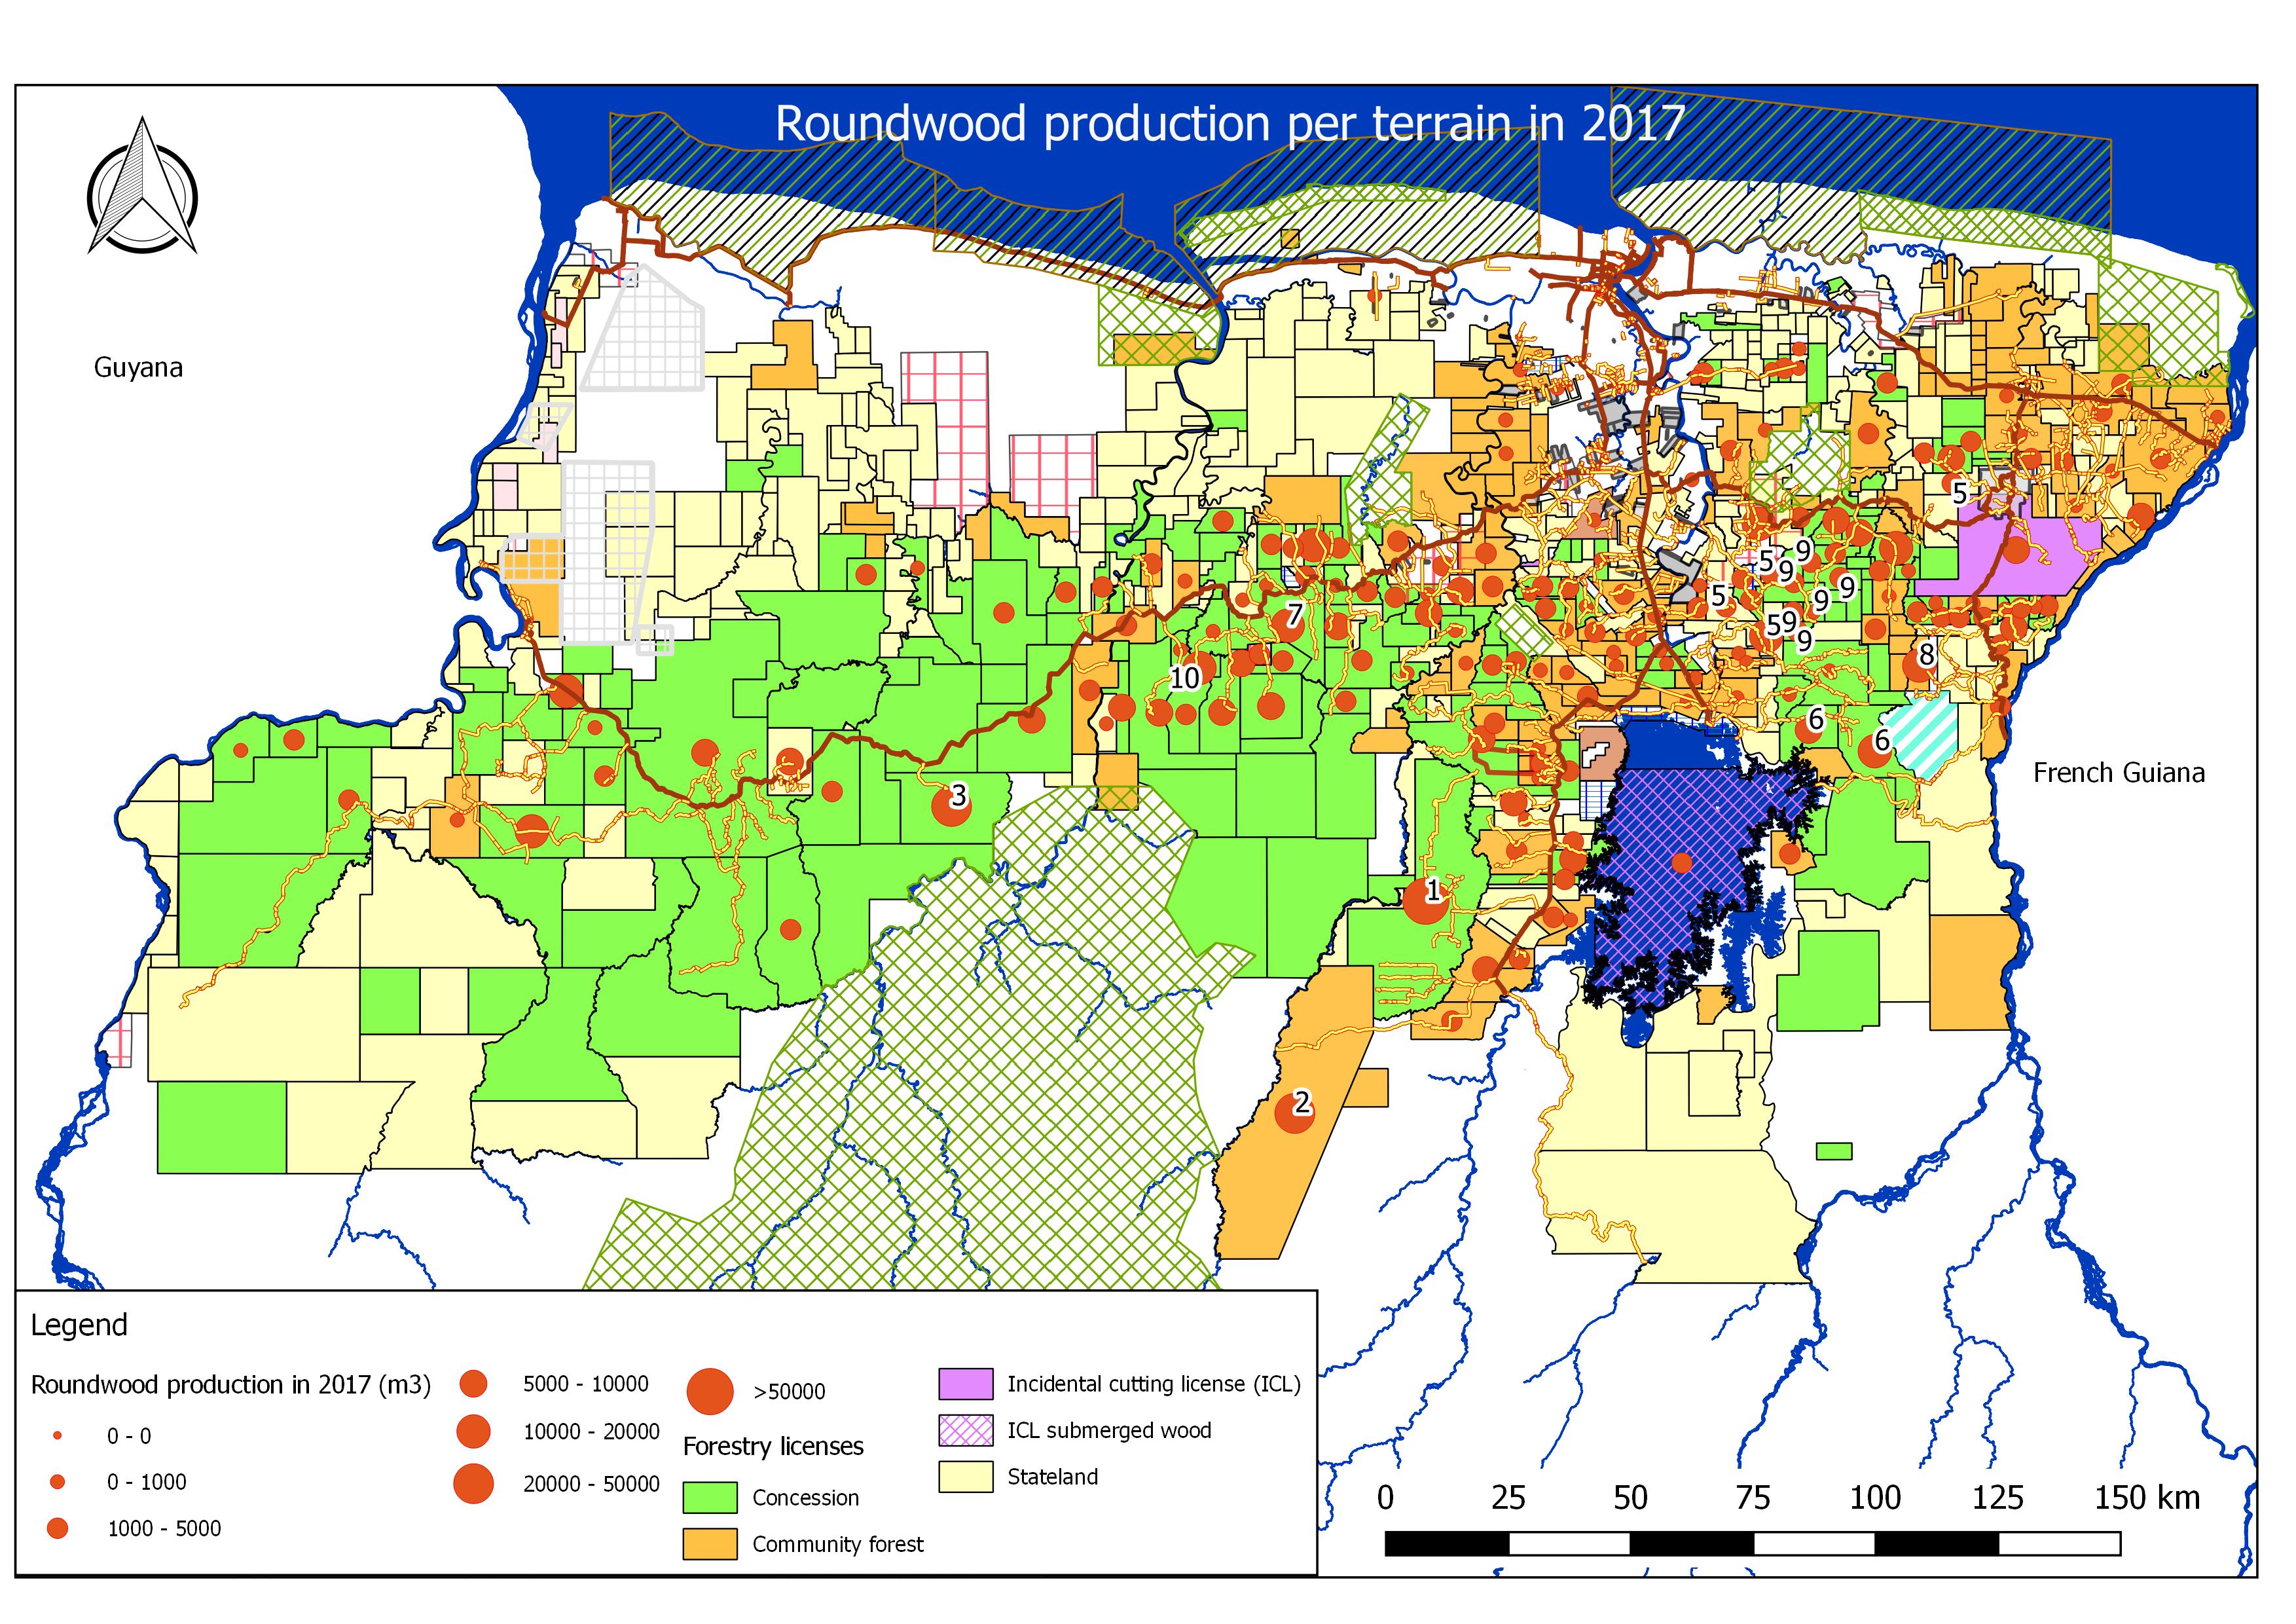 Roundwood production per terrain in 2017
Guyana
5
5
9
9
5
9
9
7
5
9
9
8
10
6
6
French Guiana
3
1
2
Legend
Roundwood production in 2017 (m3)
0 - 0
0 - 1000
1000 - 5000
5000 - 10000
10000 - 20000
20000 - 50000
>50000
Forestry licenses
Concession
Community forest
Incidental cutting license (ICL)
ICL submerged wood
Stateland
0 25 50 75 100 125 150 km